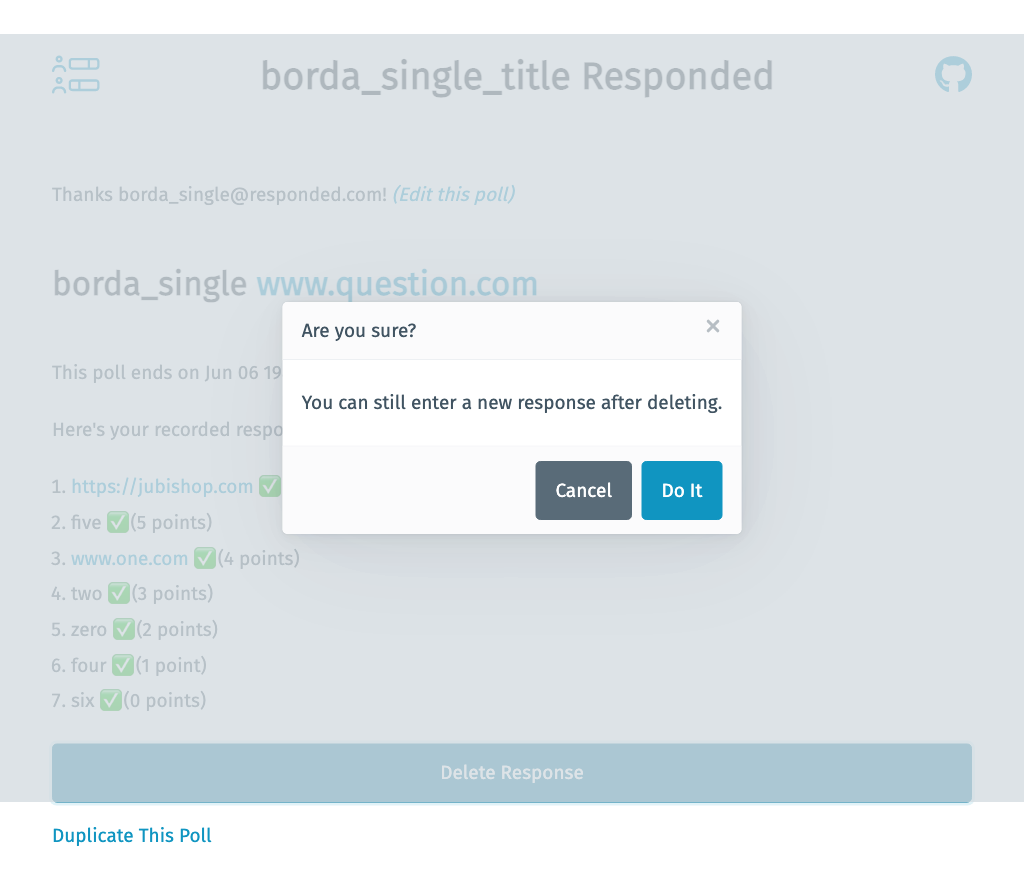 borda_single_title Responded
Thanks borda_single@responded.com! (Edit this poll)
borda_single www.question.com
Are you sure?
×
This poll ends on Jun 06 19
You can still enter a new response after deleting.
Here's your recorded
Cancel
Do It
1. https://jubishop.com ✅
2. five ✅(5 points)
3. www.one.com ✅(4 points)
4. two ✅(3 points)
5. zero ✅(2 points)
6. four ✅(1 point)
7. six ✅(0 points)
Delete Response
Duplicate This Poll